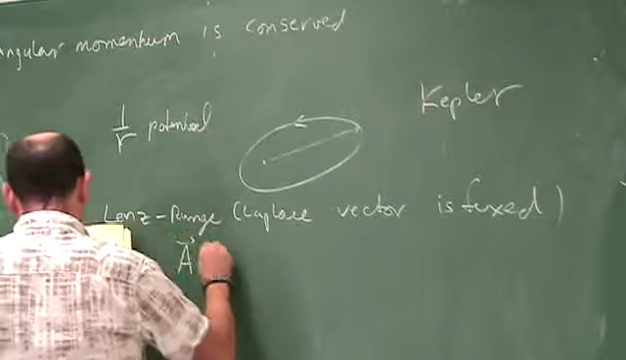 angular momentum is conserved
Kepler
1/r potential
Lenz-Runge (Laplace vector is fixed)
A